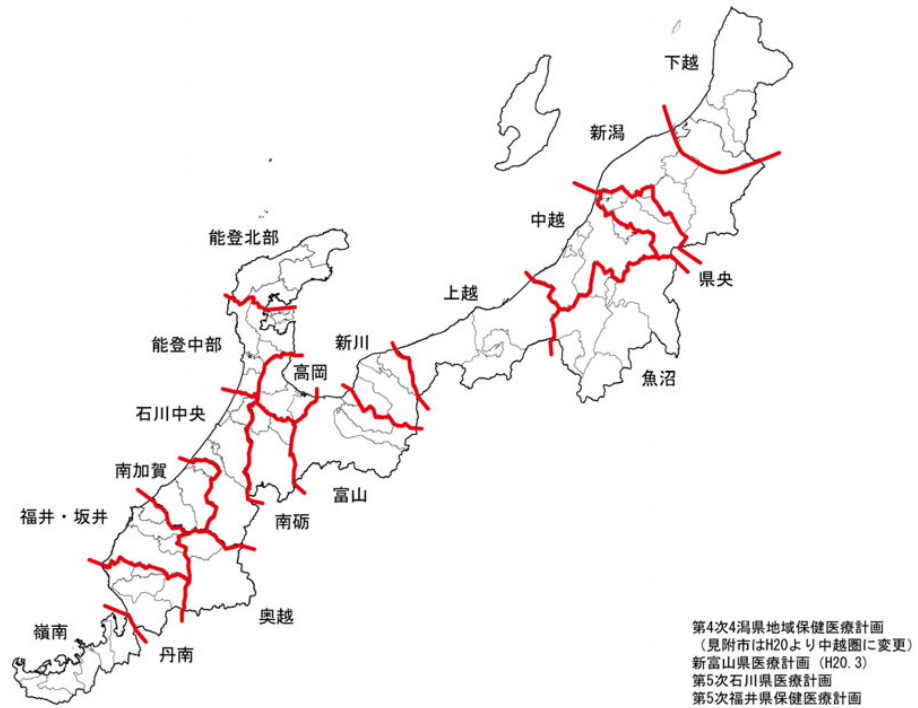 下越
新潟
中越
県央
能登北部
上越
能登中部
新川
高岡
魚沼
石川中央
南加賀
富山
南砺
福井・坂井
奥越
嶺南
丹南
第4次4潟県地域保健医療計画
（見附市はH20より中越圏に変更）
新富山県医療計画（H20.3）
第5次石川県医療計画
第5次福井県保健医療計画